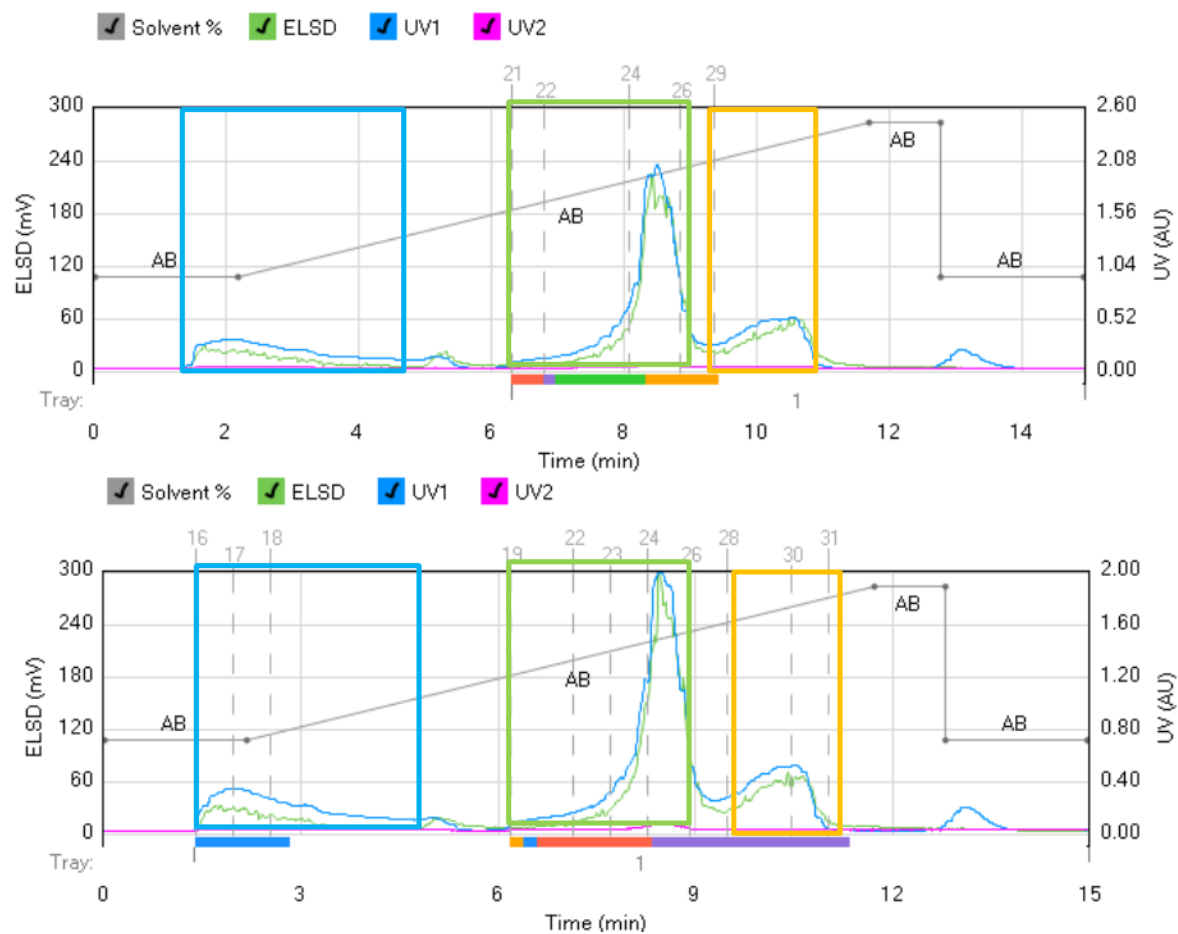 Solvent % ELSD UV1 UV2
21 22 24 26 29
300 2.60
240 2.08
180 1.56
120 1.04
60 0.52
0 0.00
ELSD (mV)
UV (AU)
AB AB AB AB
Tray: 1
0 2 4 6 8 10 12 14
Time (min)
Solvent % ELSD UV1 UV2
16 17 18 19 22 23 24 26 28 30 31
300 2.00
240 1.60
180 1.20
120 0.80
60 0.40
0 0.00
ELSD (mV)
UV (AU)
AB AB AB AB
Tray: 1
0 3 6 9 12 15
Time (min)